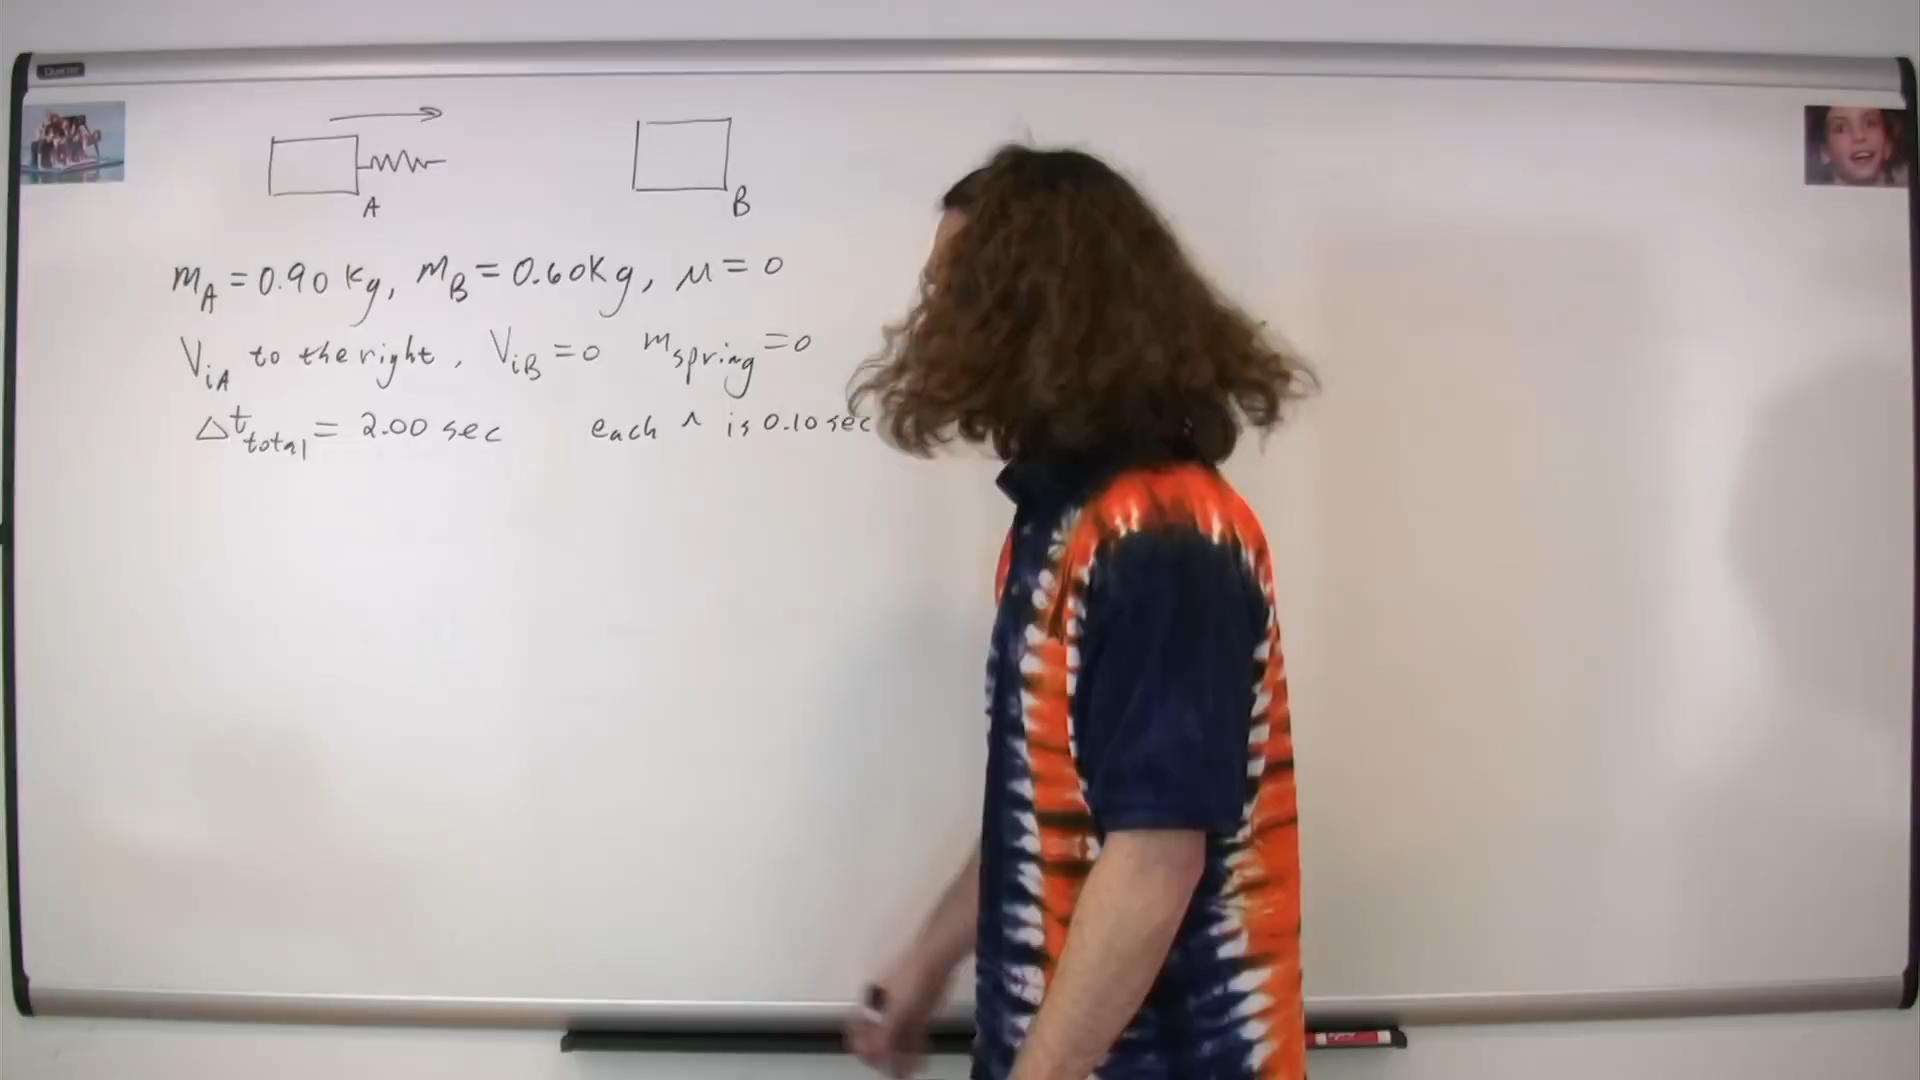 Quartet
A
B
m_A = 0.90 kg, m_B = 0.60 kg, μ = 0
V_iA to the right, V_iB = 0 m_spring = 0
Δt_total = 2.00 sec each ^ is 0.10 sec